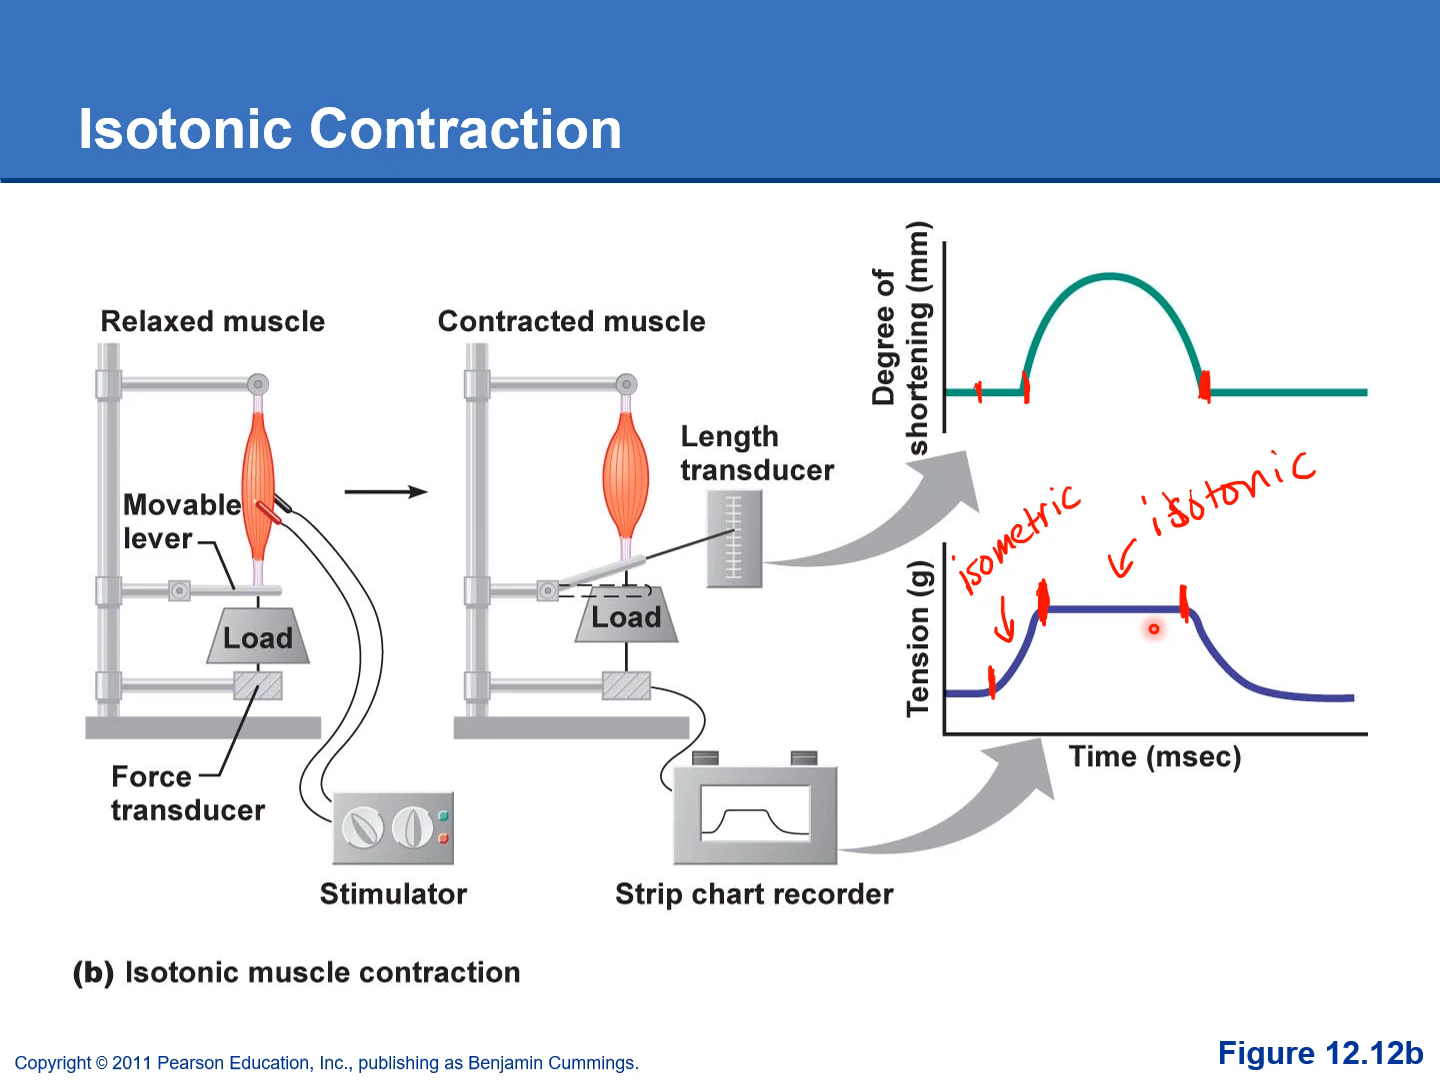 Isotonic Contraction
Relaxed muscle
Contracted muscle
Degree of
shortening (mm)
Length
transducer
Movable
lever
Load
Load
isometric
isotonic
Tension (g)
Time (msec)
Force
transducer
Stimulator
Strip chart recorder
(b) Isotonic muscle contraction
Copyright © 2011 Pearson Education, Inc., publishing as Benjamin Cummings.
Figure 12.12b